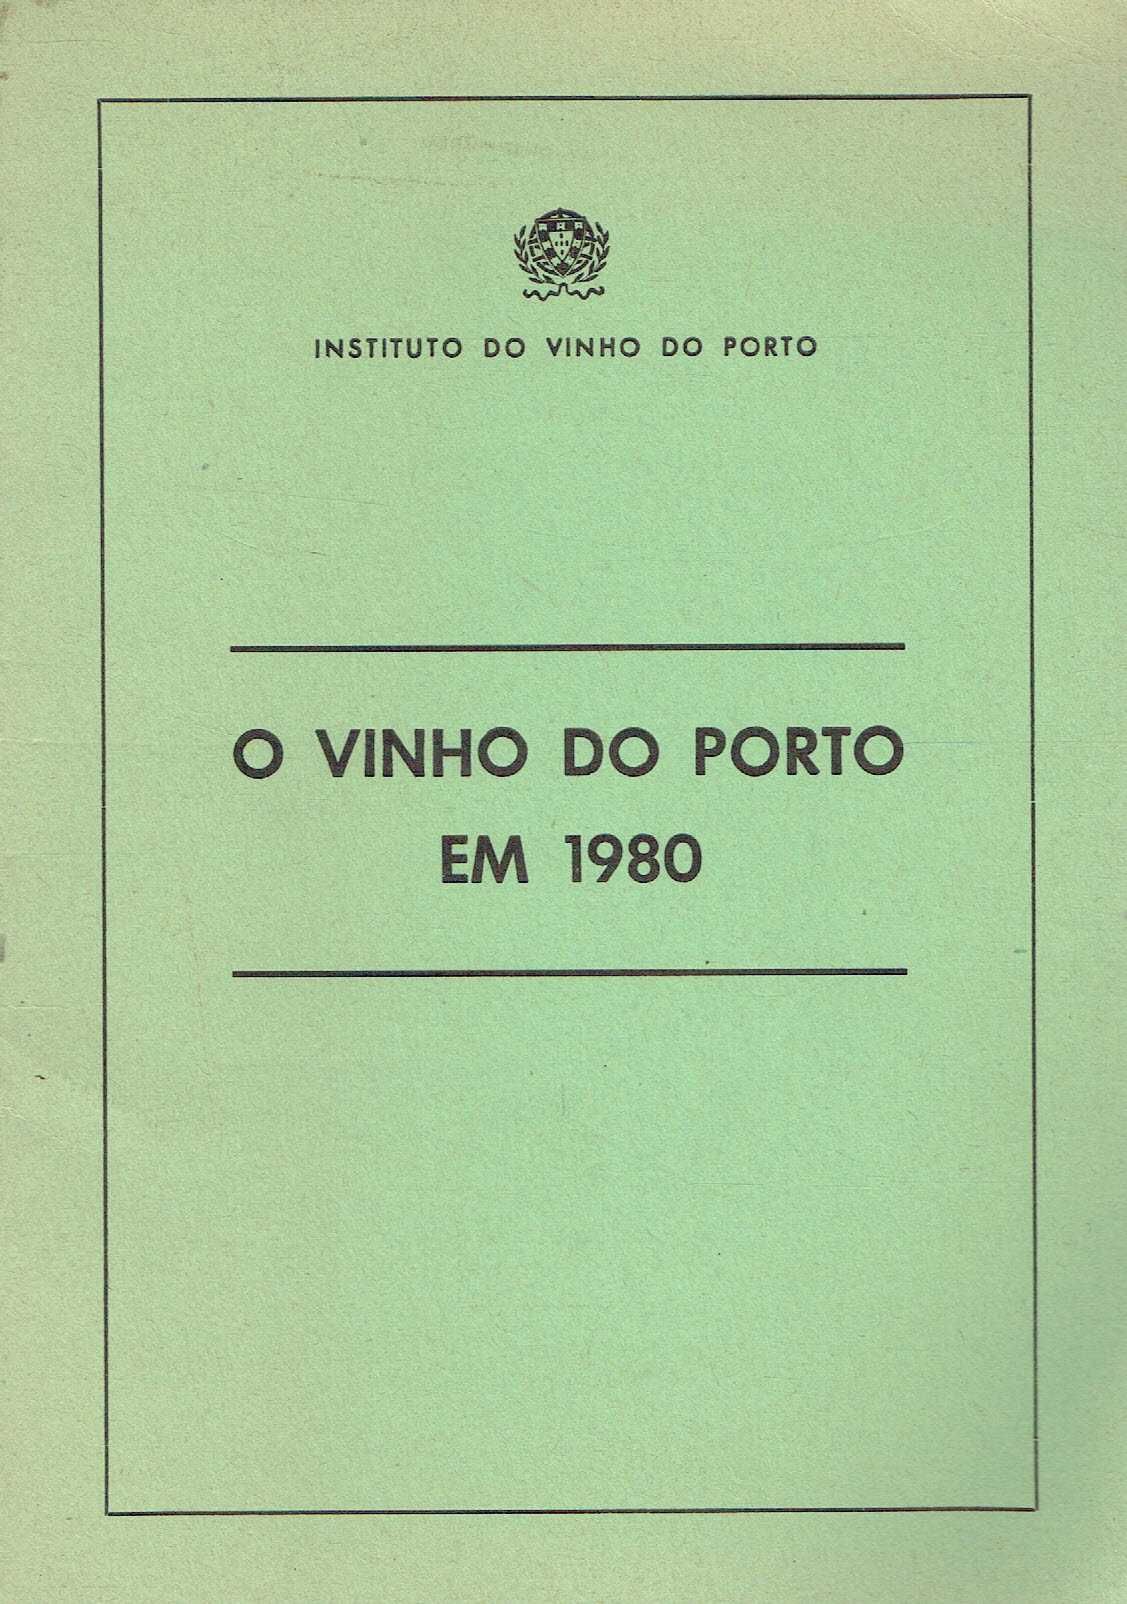 INSTITUTO DO VINHO DO PORTO
O VINHO DO PORTO
EM 1980